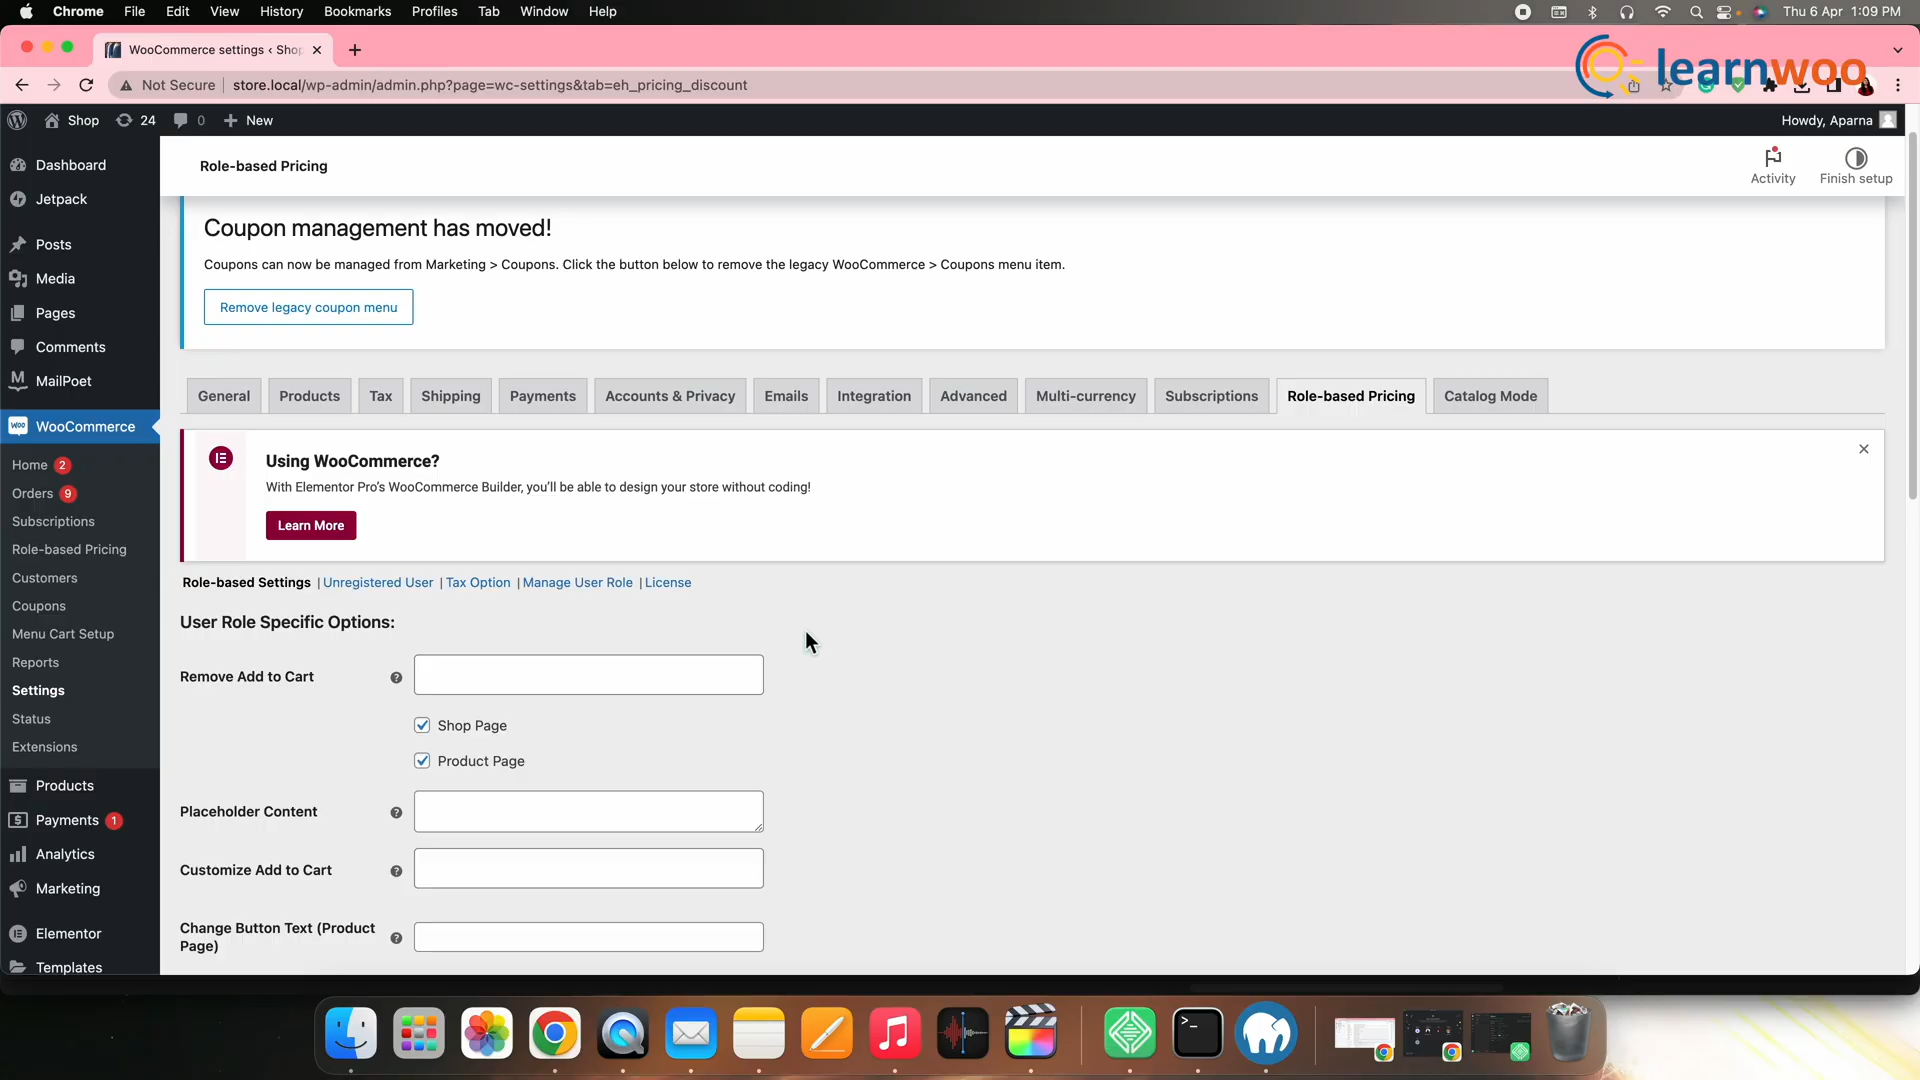 Chrome File Edit View History Bookmarks Profiles Tab Window Help Thu 6 Apr 1:09 PM
WooCommerce settings ‹ Shop
learnwoo
Not Secure store.local/wp-admin/admin.php?page=wc-settings&tab=eh_pricing_discount
Shop 24 0 New Howdy, Aparna
Dashboard
Jetpack
Posts
Media
Pages
Comments
MailPoet
WooCommerce
Home 2
Orders 9
Subscriptions
Role-based Pricing
Customers
Coupons
Menu Cart Setup
Reports
Settings
Status
Extensions
Products
Payments 1
Analytics
Marketing
Elementor
Templates
Role-based Pricing
Activity
Finish setup
Coupon management has moved!
Coupons can now be managed from Marketing > Coupons. Click the button below to remove the legacy WooCommerce > Coupons menu item.
Remove legacy coupon menu
General Products Tax Shipping Payments Accounts & Privacy Emails Integration Advanced Multi-currency Subscriptions Role-based Pricing Catalog Mode
Using WooCommerce?
With Elementor Pro's WooCommerce Builder, you'll be able to design your store without coding!
Learn More
Role-based Settings | Unregistered User | Tax Option | Manage User Role | License
User Role Specific Options:
Remove Add to Cart
Shop Page
Product Page
Placeholder Content
Customize Add to Cart
Change Button Text (Product
Page)